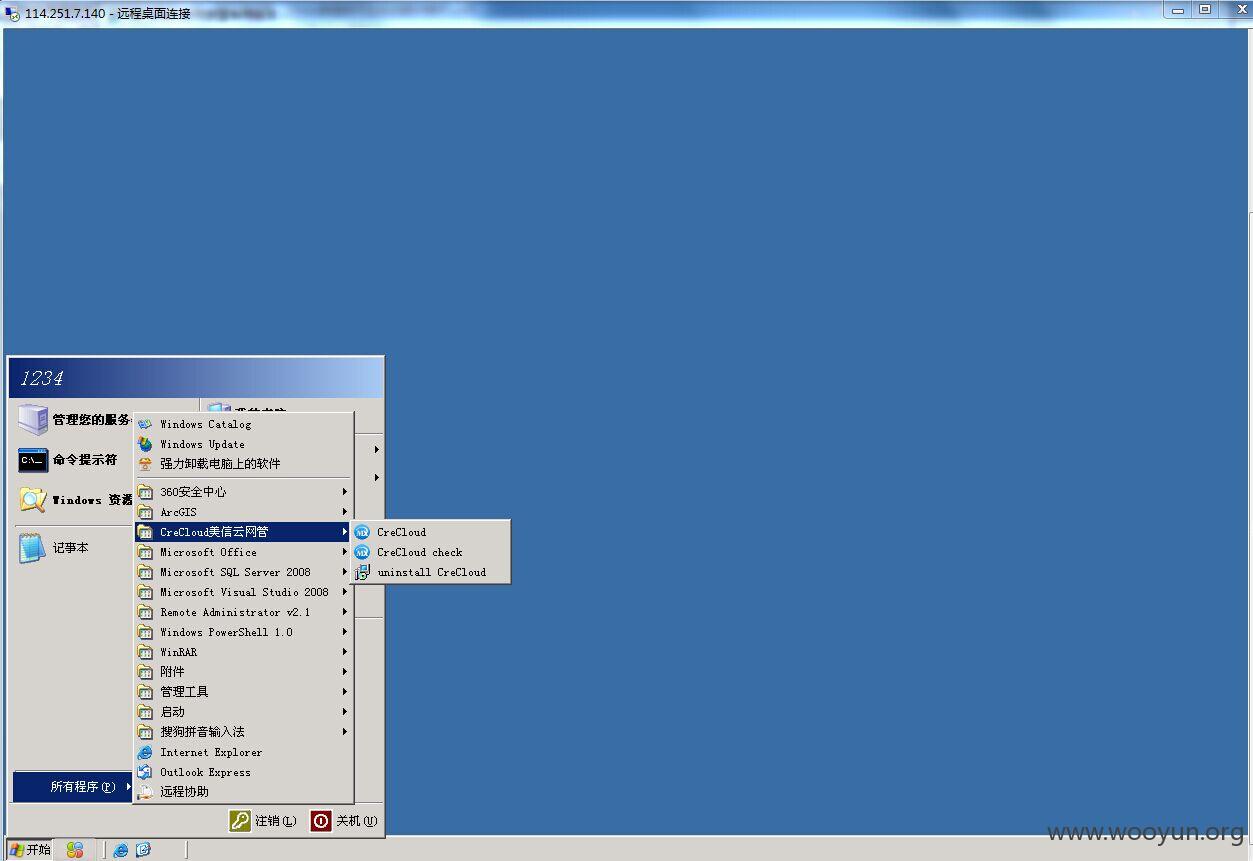 114.251.7.140 - 远程桌面连接
1234
管理您的服务
命令提示符
Windows 资源
记事本
所有程序(P)
Windows Catalog
Windows Update
强力卸载电脑上的软件
360安全中心
ArcGIS
CreCloud美信云网管
Microsoft Office
Microsoft SQL Server 2008
Microsoft Visual Studio 2008
Remote Administrator v2.1
Windows PowerShell 1.0
WinRAR
附件
管理工具
启动
搜狗拼音输入法
Internet Explorer
Outlook Express
远程协助
CreCloud
CreCloud check
uninstall CreCloud
注销(L)
关机(U)
开始
www.wooyun.org